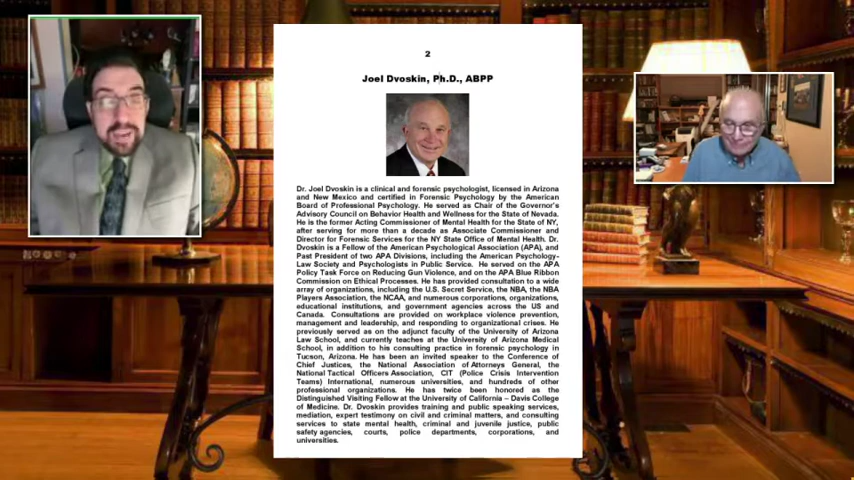 2
Joel Dvoskin, Ph.D., ABPP
Dr. Joel Dvoskin is a clinical and forensic psychologist, licensed in Arizona
and New Mexico and certified in Forensic Psychology by the American
Board of Professional Psychology. He served as Chair of the Governor's
Advisory Council on Behavior Health and Wellness for the State of Nevada.
He is the former Acting Commissioner of Mental Health for the State of NY,
after serving for more than a decade as Associate Commissioner and
Director for Forensic Services for the NY State Office of Mental Health. Dr.
Dvoskin is a Fellow of the American Psychological Association (APA), and
Past President of two APA Divisions, including the American Psychology-
Law Society and Psychologists in Public Service. He served on the APA
Policy Task Force on Reducing Gun Violence, and on the APA Blue Ribbon
Commission on Ethical Processes. He has provided consultation to a wide
array of organizations, including the U.S. Secret Service, the NBA, the NBA
Players Association, the NCAA, and numerous corporations, organizations,
educational institutions, and government agencies across the US and
Canada. Consultations are provided on workplace violence prevention,
management and leadership, and responding to organizational crises. He
previously served as on the adjunct faculty of the University of Arizona
Law School, and currently teaches at the University of Arizona Medical
School, in addition to his consulting practice in forensic psychology in
Tucson, Arizona. He has been an invited speaker to the Conference of
Chief Justices, the National Association of Attorneys General, the
National Tactical Officers Association, CIT (Police Crisis Intervention
Teams) International, numerous universities, and hundreds of other
professional organizations. He has twice been honored as the
Distinguished Visiting Fellow at the University of California – Davis College
of Medicine. Dr. Dvoskin provides training and public speaking services,
mediation, expert testimony on civil and criminal matters, and consulting
services to state mental health, criminal and juvenile justice, public
safety agencies, courts, police departments, corporations, and
universities.